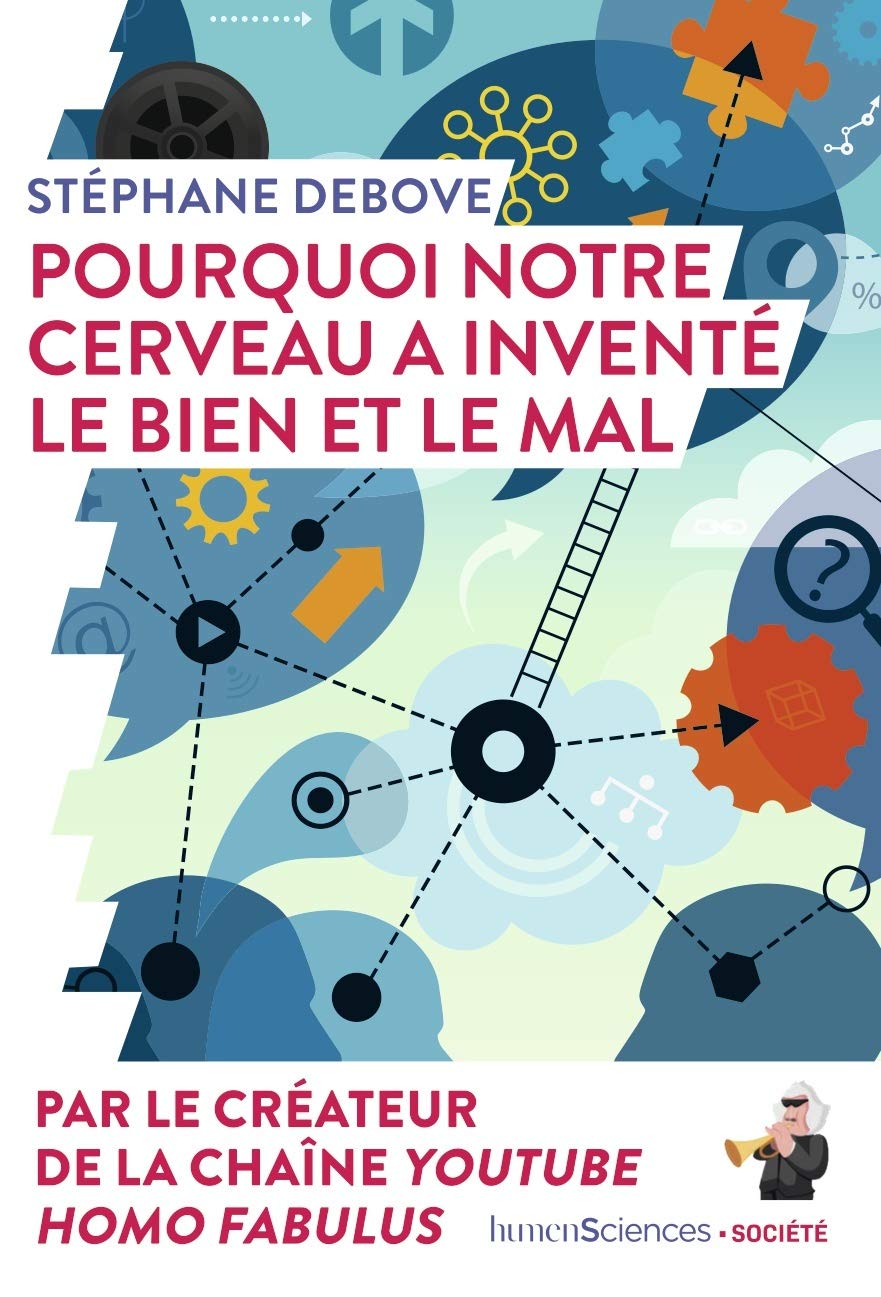 STÉPHANE DEBOVE
POURQUOI NOTRE
CERVEAU A INVENTÉ
LE BIEN ET LE MAL
%
@
?
PAR LE CRÉATEUR
DE LA CHAÎNE YOUTUBE
HOMO FABULUS
humenSciences ▪ SOCIÉTÉ